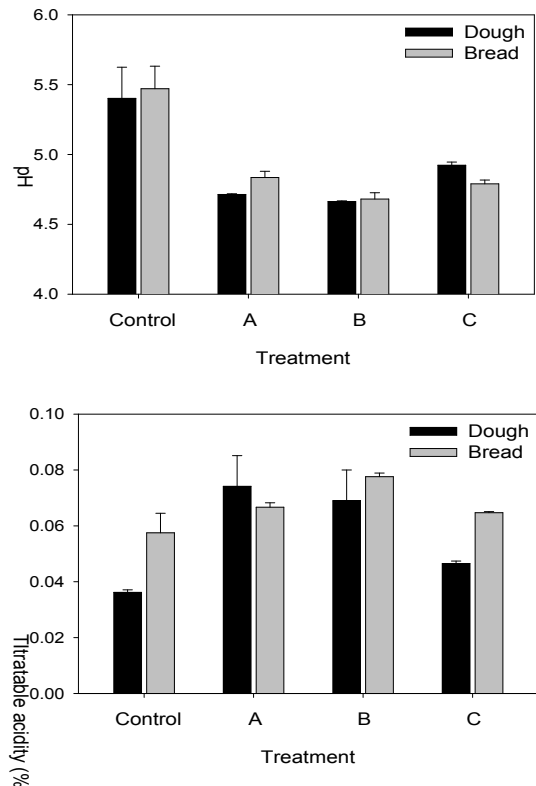 6.0
Dough
Bread
5.5
pH
5.0
4.5
4.0
Control A B C
Treatment
0.10
Dough
Bread
0.08
0.06
0.04
0.02
TItratable acidity (%
0.00
Control A B C
Treatment